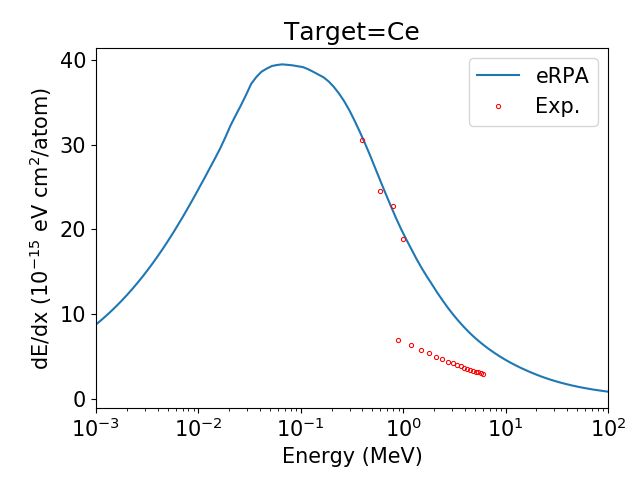 Target=Ce
eRPA
Exp.
dE/dx (10⁻¹⁵ eV cm²/atom)
40
30
20
10
0
10⁻³ 10⁻² 10⁻¹ 10⁰ 10¹ 10²
Energy (MeV)